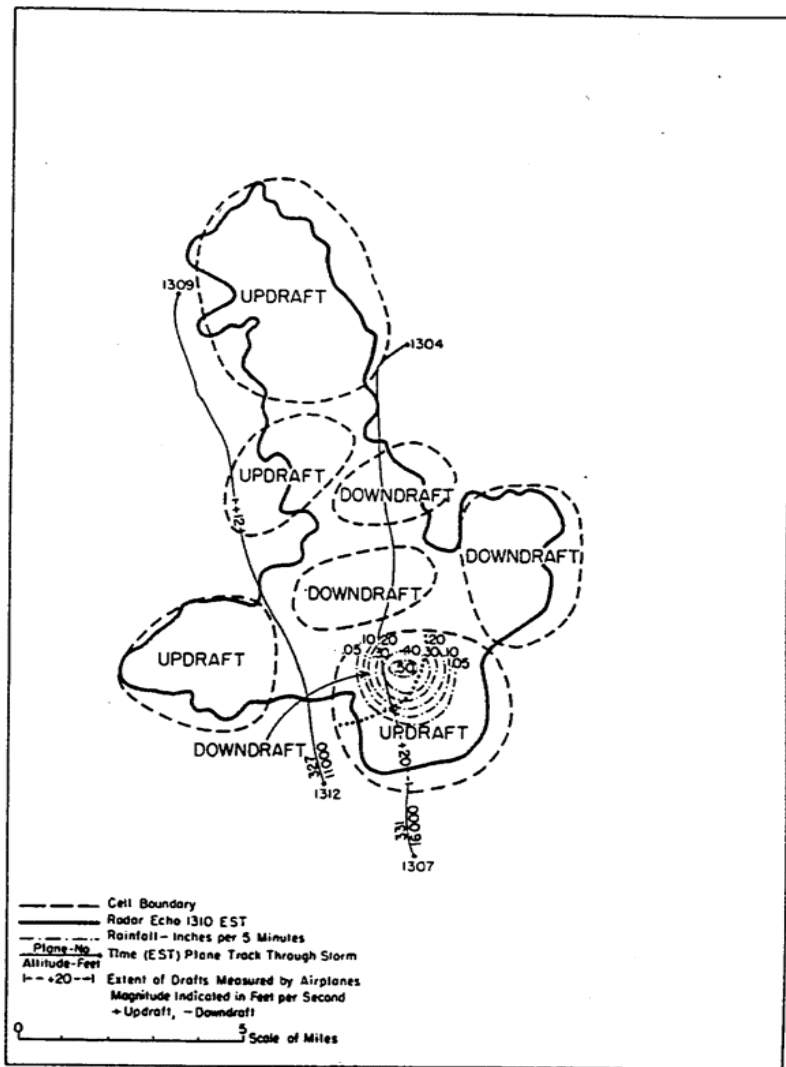 1309
UPDRAFT
1304
UPDRAFT
DOWNDRAFT
+12
DOWNDRAFT
DOWNDRAFT
.05 .10 .20 .30 .40 .50 .30 .20 .10 .05
UPDRAFT
UPDRAFT
DOWNDRAFT
+20
327
11000
1312
331
16000
1307
Cell Boundary
Radar Echo 1310 EST
Rainfall - Inches per 5 Minutes
Plane-No
Altitude-Feet
Time (EST) Plane Track Through Storm
+20 Extent of Drafts Measured by Airplanes
Magnitude Indicated in Feet per Second
+Updraft, -Downdraft
0 5 Scale of Miles